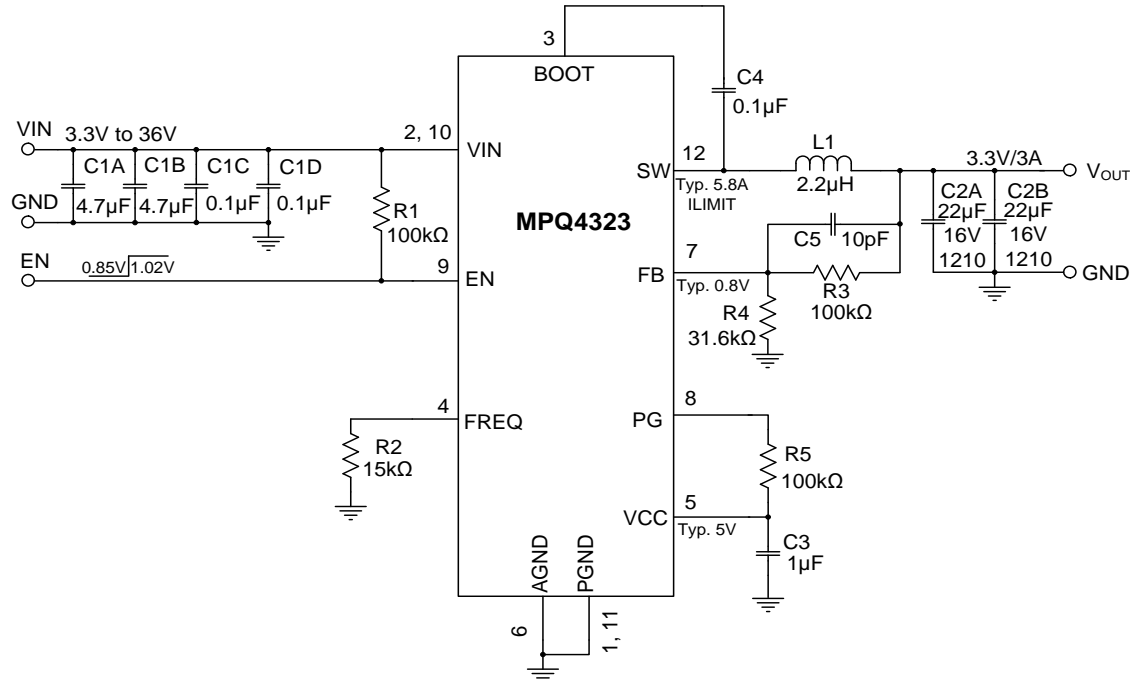 3
BOOT
C4
0.1µF
VIN
3.3V to 36V
2, 10
VIN
C1A
C1B
C1C
C1D
4.7µF
4.7µF
0.1µF
0.1µF
GND
R1
100kΩ
EN
0.85V
1.02V
9
EN
MPQ4323
12
SW
Typ. 5.8A
ILIMIT
L1
2.2µH
3.3V/3A
VOUT
C2A
22µF
16V
1210
C2B
22µF
16V
1210
GND
C5
10pF
7
FB
Typ. 0.8V
R3
100kΩ
R4
31.6kΩ
4
FREQ
R2
15kΩ
8
PG
R5
100kΩ
5
VCC
Typ. 5V
C3
1µF
AGND
PGND
6
1, 11